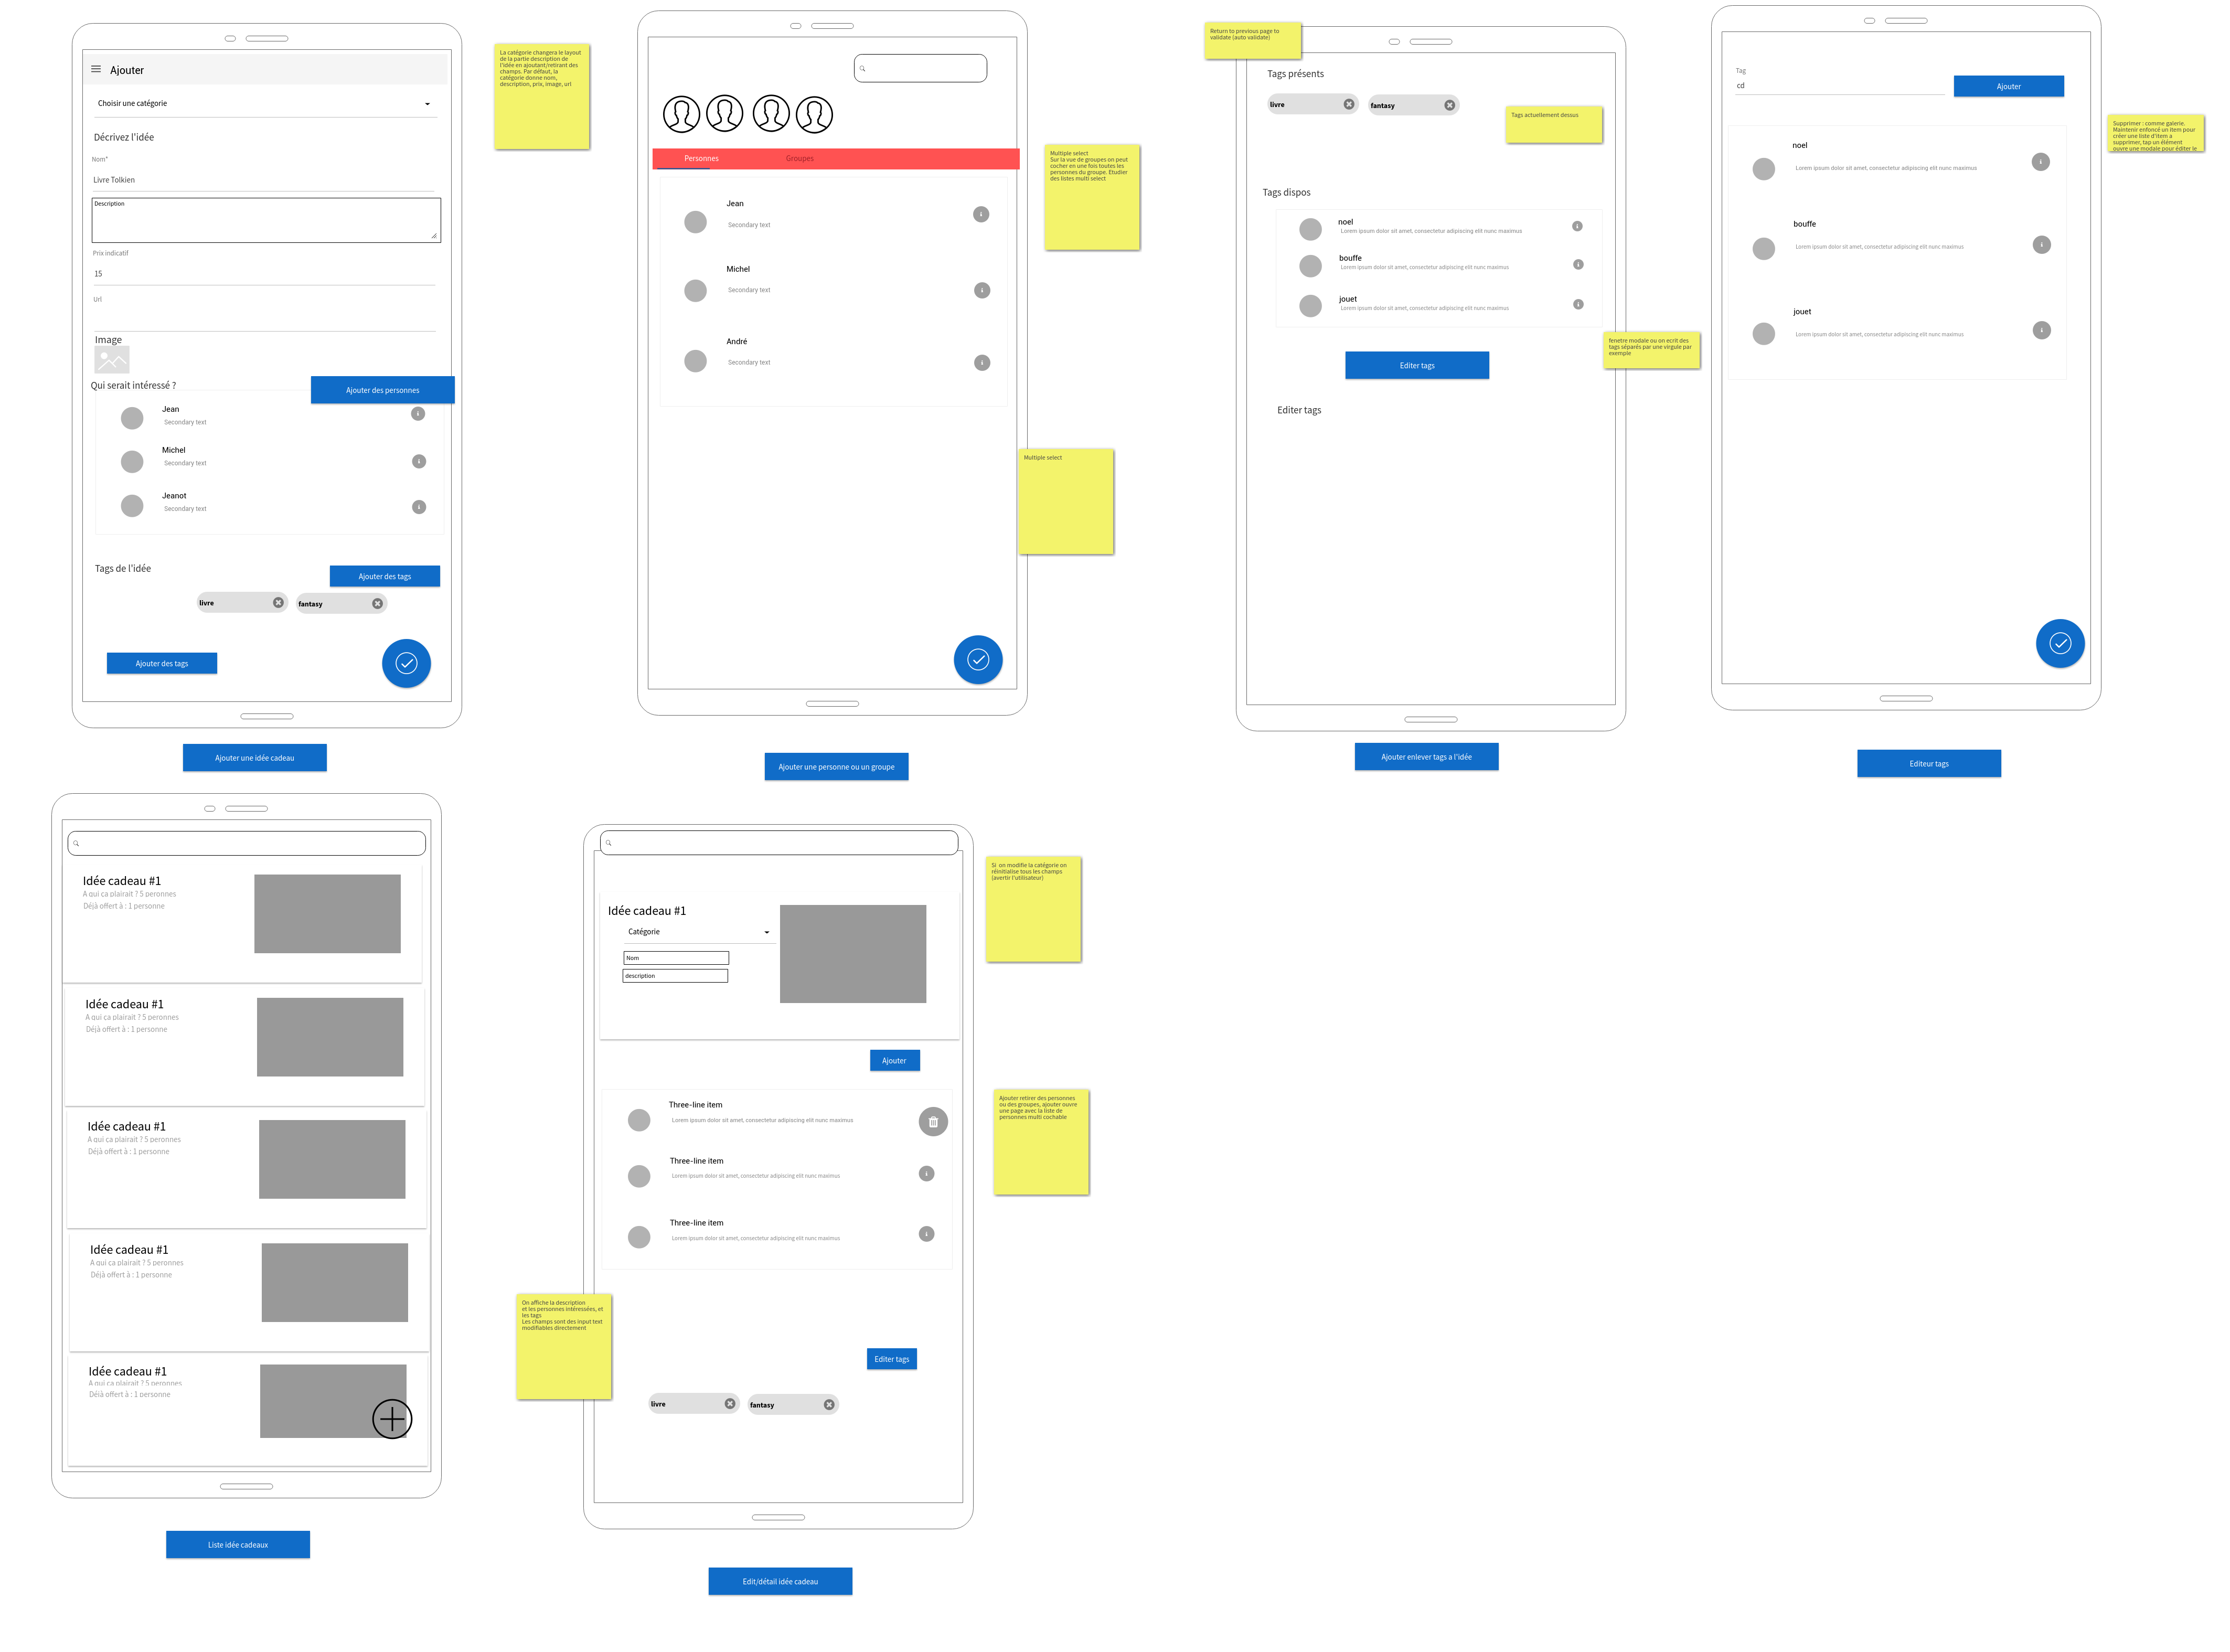 Ajouter
Choisir une catégorie
Décrivez l'idée
Nom*
Livre Tolkien
Description
Prix indicatif
15
Url
Image
Qui serait intéressé ?
Ajouter des personnes
Jean
Secondary text
Michel
Secondary text
Jeanot
Secondary text
Tags de l'idée
Ajouter des tags
livre
fantasy
Ajouter des tags
Ajouter une idée cadeau
La catégorie changera le layout
de la partie description de
l'idée en ajoutant/retirant des
champs. Par défaut, la
catégorie donne nom,
description, prix, image, url
Personnes
Groupes
Jean
Secondary text
Michel
Secondary text
André
Secondary text
Multiple select
Sur la vue de groupes on peut
cocher en une fois toutes les
personnes du groupe. Etudier
des listes multi select
Multiple select
Ajouter une personne ou un groupe
Return to previous page to
validate (auto validate)
Tags présents
livre
fantasy
Tags actuellement dessus
Tags dispos
noel
Lorem ipsum dolor sit amet, consectetur adipiscing elit nunc maximus
bouffe
Lorem ipsum dolor sit amet, consectetur adipiscing elit nunc maximus
jouet
Lorem ipsum dolor sit amet, consectetur adipiscing elit nunc maximus
Editer tags
Editer tags
fenetre modale ou on ecrit des
tags séparés par une virgule par
exemple
Ajouter enlever tags a l'idée
Tag
cd
Ajouter
noel
Lorem ipsum dolor sit amet, consectetur adipiscing elit nunc maximus
bouffe
Lorem ipsum dolor sit amet, consectetur adipiscing elit nunc maximus
jouet
Lorem ipsum dolor sit amet, consectetur adipiscing elit nunc maximus
Supprimer : comme galerie.
Maintenir enfoncé un item pour
créer une liste d'item a
supprimer, tap un élément
ouvre une modale pour éditer le
Editeur tags
Idée cadeau #1
A qui ça plairait ? 5 peronnes
Déjà offert à : 1 personne
Idée cadeau #1
A qui ça plairait ? 5 peronnes
Déjà offert à : 1 personne
Idée cadeau #1
A qui ça plairait ? 5 peronnes
Déjà offert à : 1 personne
Idée cadeau #1
A qui ça plairait ? 5 peronnes
Déjà offert à : 1 personne
Idée cadeau #1
A qui ça plairait ? 5 peronnes
Déjà offert à : 1 personne
Liste idée cadeaux
Idée cadeau #1
Catégorie
Nom
description
Ajouter
Three-line item
Lorem ipsum dolor sit amet, consectetur adipiscing elit nunc maximus
Three-line item
Lorem ipsum dolor sit amet, consectetur adipiscing elit nunc maximus
Three-line item
Lorem ipsum dolor sit amet, consectetur adipiscing elit nunc maximus
Editer tags
livre
fantasy
Si on modifie la catégorie on
réinitialise tous les champs
(avertir l'utilisateur)
Ajouter retirer des personnes
ou des groupes, ajouter ouvre
une page avec la liste de
personnes multi cochable
On affiche la description
et les personnes intéressées, et
les tags
Les champs sont des input text
modifiables directement
Edit/détail idée cadeau